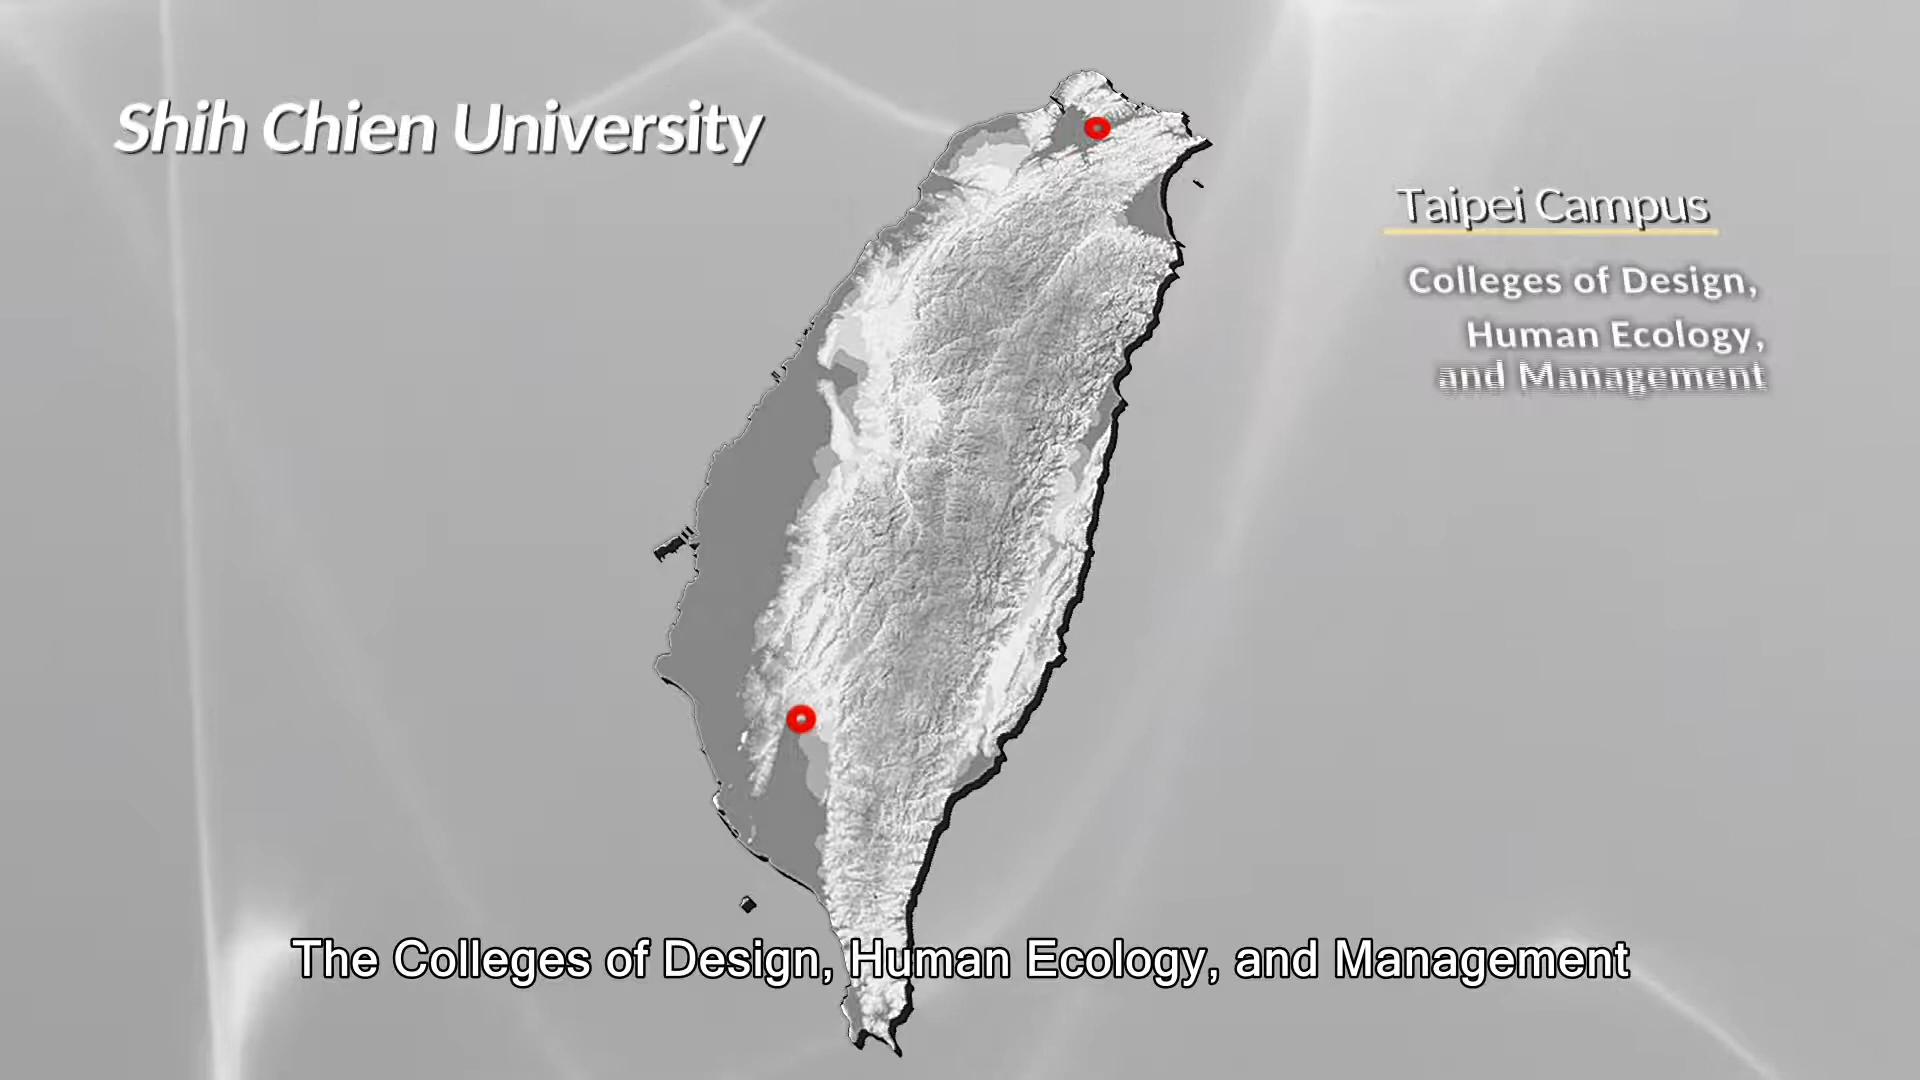 Shih Chien University
Taipei Campus
Colleges of Design,
Human Ecology,
and Management
The Colleges of Design, Human Ecology, and Management